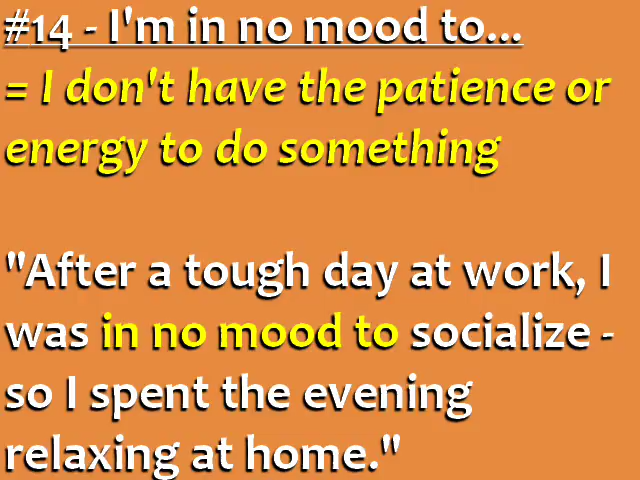 #14 - I'm in no mood to...
= I don't have the patience or
energy to do something
"After a tough day at work, I
was in no mood to socialize -
so I spent the evening
relaxing at home."